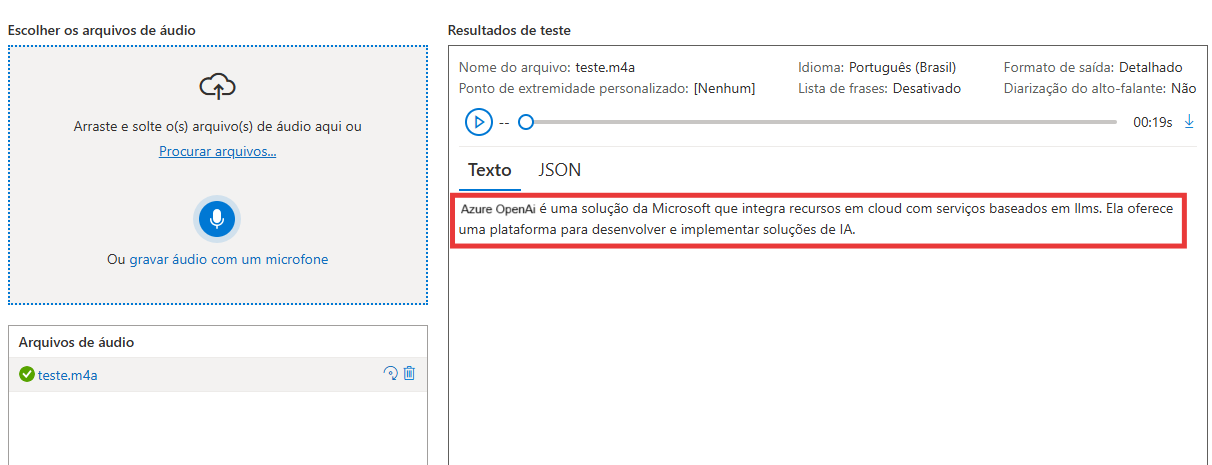 Escolher os arquivos de áudio
Arraste e solte o(s) arquivo(s) de áudio aqui ou
Procurar arquivos...
Ou gravar áudio com um microfone
Arquivos de áudio
teste.m4a
Resultados de teste
Nome do arquivo: teste.m4a Idioma: Português (Brasil) Formato de saída: Detalhado
Ponto de extremidade personalizado: [Nenhum] Lista de frases: Desativado Diarização do alto-falante: Não
-- 00:19s
Texto JSON
Azure OpenAi é uma solução da Microsoft que integra recursos em cloud com serviços baseados em llms. Ela oferece
uma plataforma para desenvolver e implementar soluções de IA.